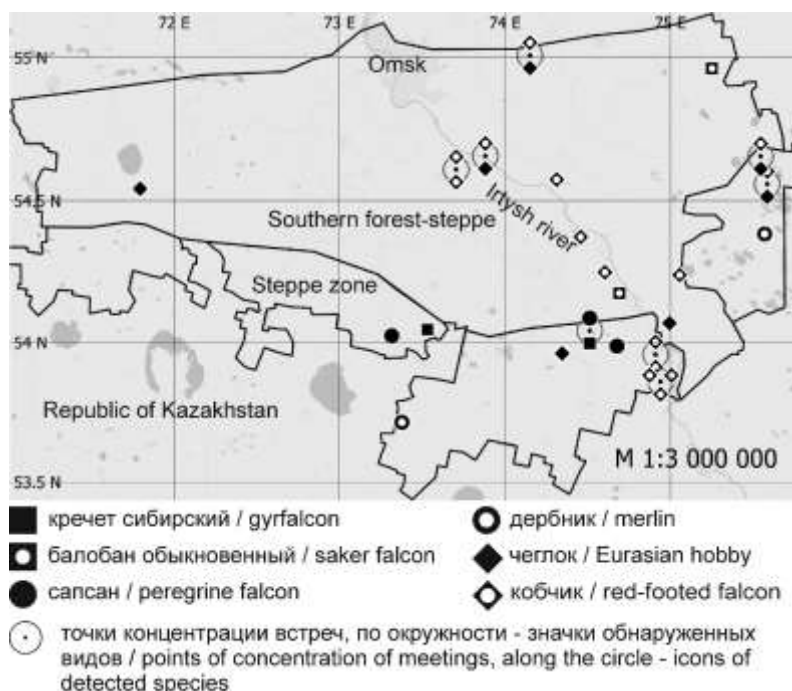 72 E 73 E 74 E 75 E
55 N
Omsk
54.5 N
Irtysh river
Southern forest-steppe
Steppe zone
54 N
Republic of Kazakhstan
M 1:3 000 000
53.5 N
кречет сибирский / gyrfalcon
дербник / merlin
балобан обыкновенный / saker falcon
чеглок / Eurasian hobby
сапсан / peregrine falcon
кобчик / red-footed falcon
точки концентрации встреч, по окружности - значки обнаруженных
видов / points of concentration of meetings, along the circle - icons of
detected species